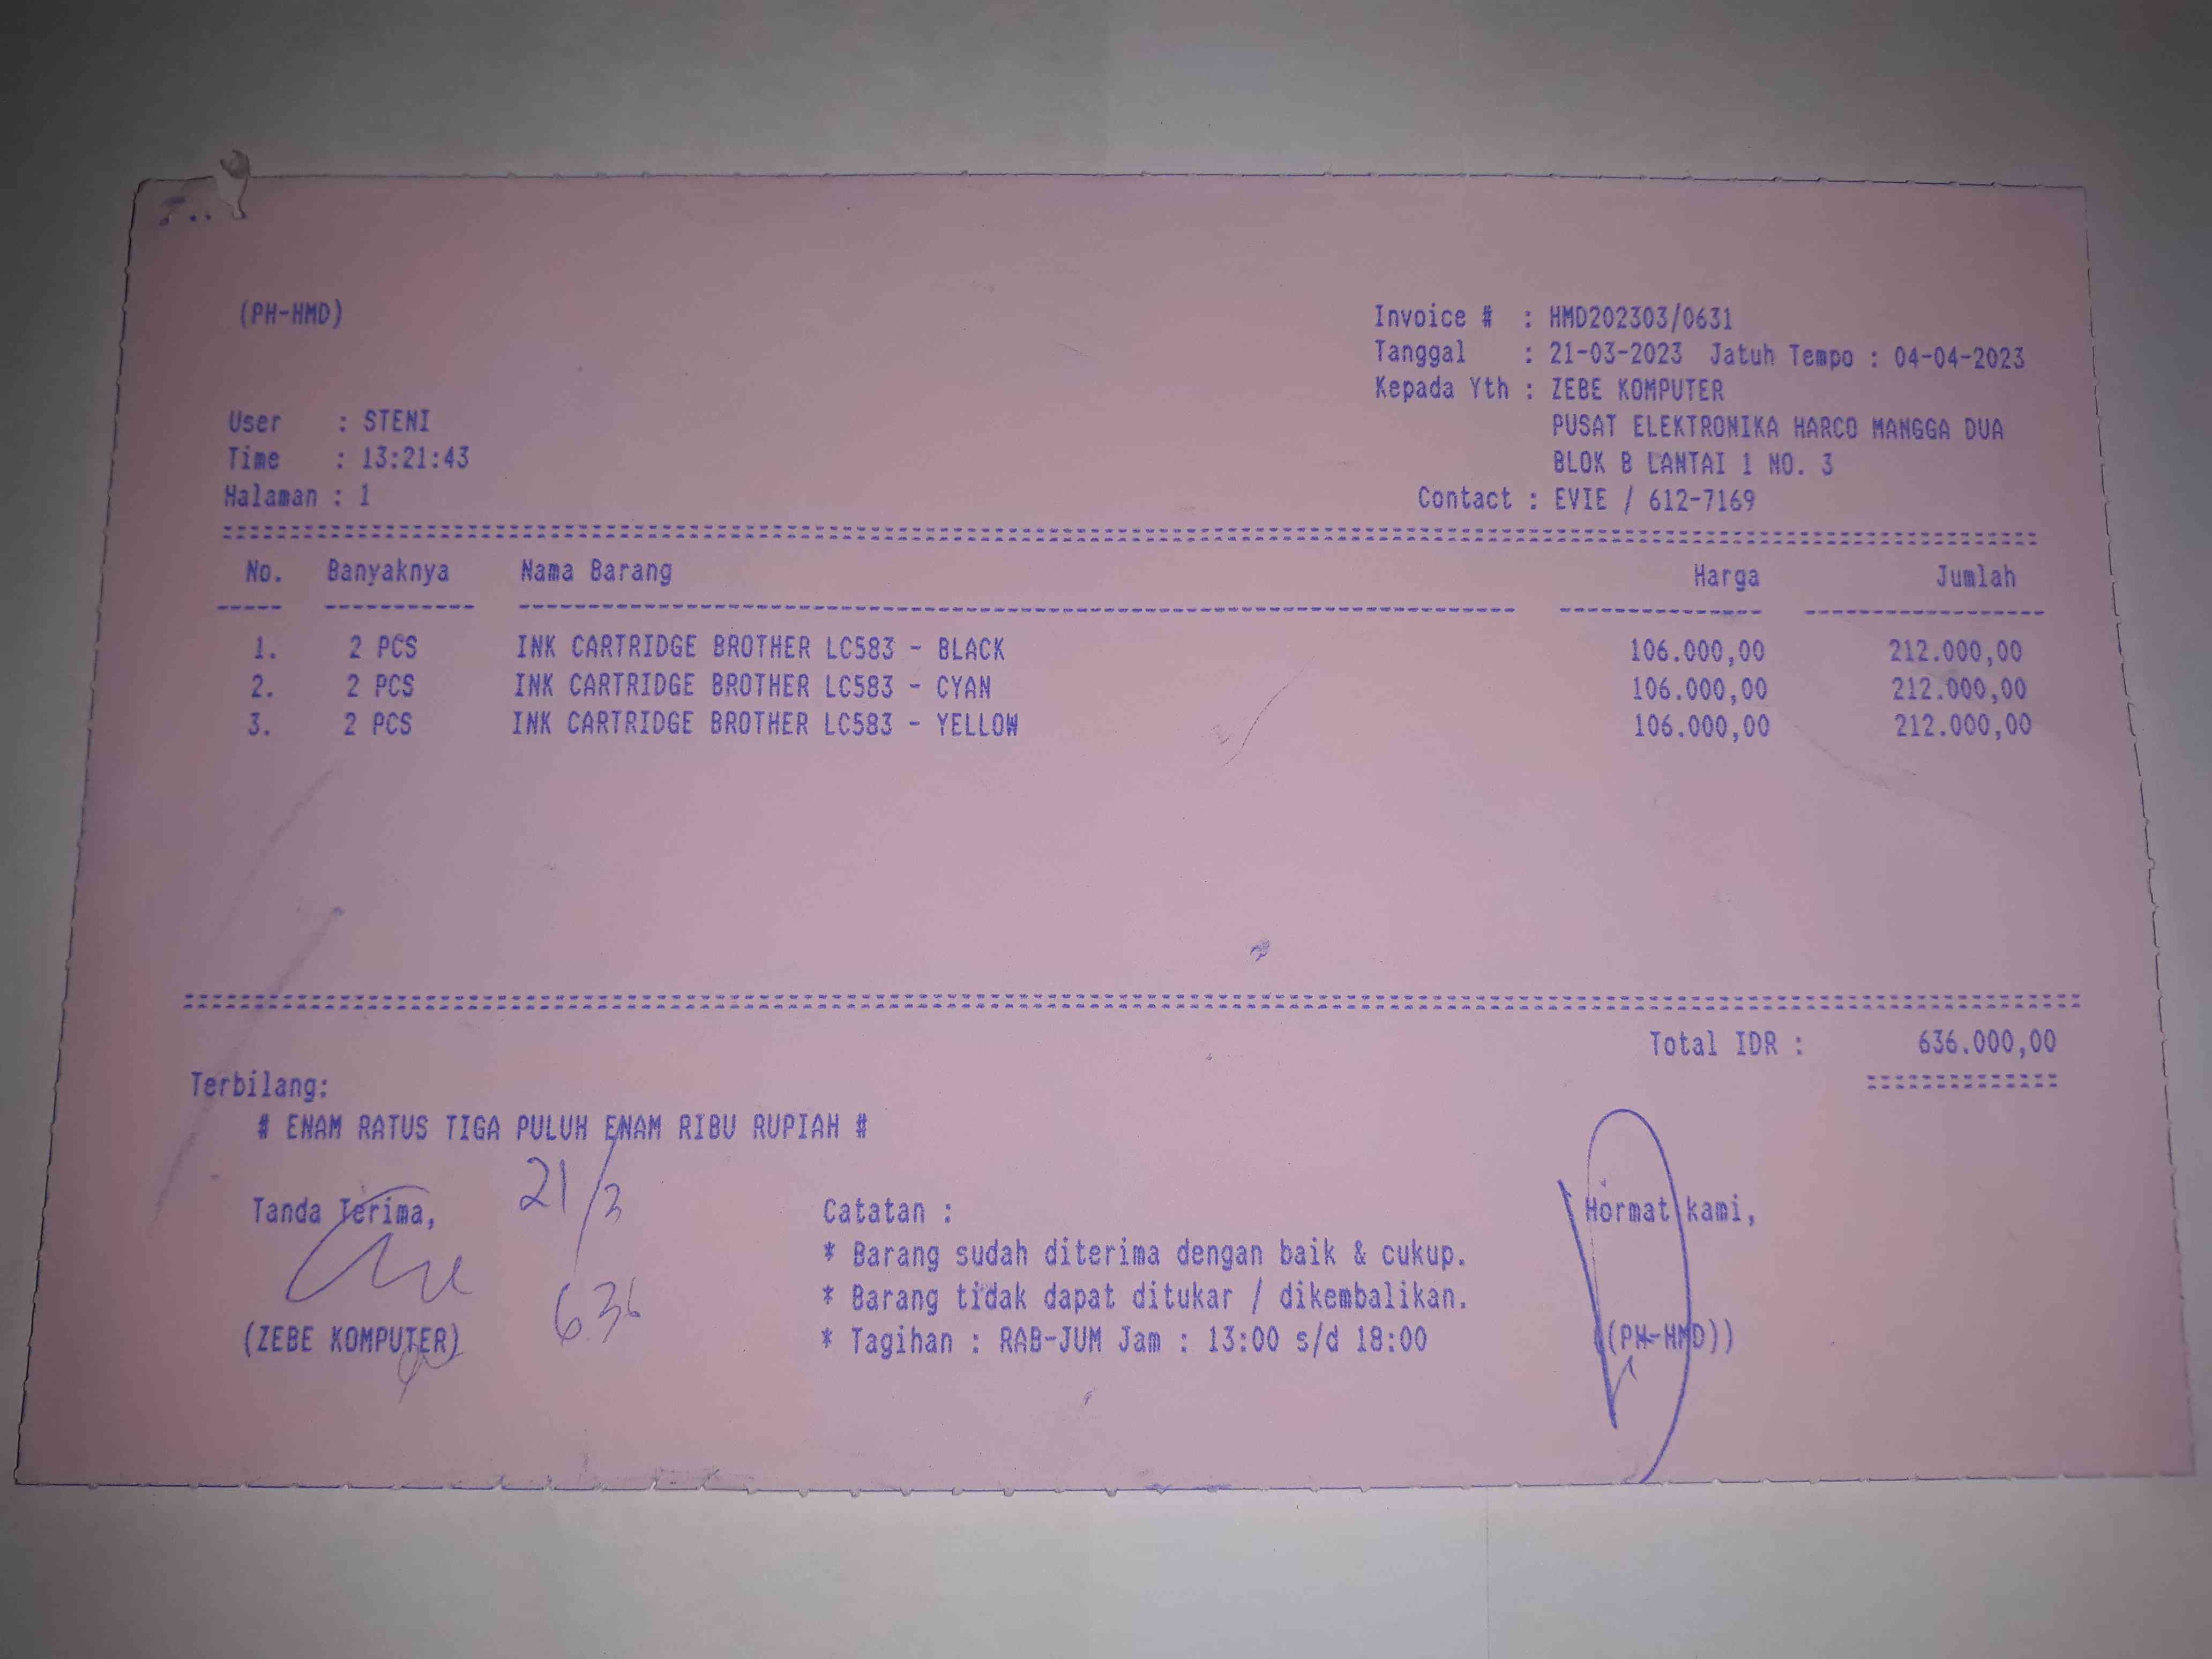 (PH-HMD)
Invoice # : HMD202303/0631
Tanggal : 21-03-2023 Jatuh Tempo : 04-04-2023
Kepada Yth : ZEBE KOMPUTER
PUSAT ELEKTRONIKA HARCO MANGGA DUA
BLOK B LANTAI 1 NO. 3
Contact : EVIE / 612-7169
User : STENI
Time : 13:21:43
Halaman : 1
No. Banyaknya Nama Barang Harga Jumlah
1. 2 PCS INK CARTRIDGE BROTHER LC583 - BLACK 106.000,00 212.000,00
2. 2 PCS INK CARTRIDGE BROTHER LC583 - CYAN 106.000,00 212.000,00
3. 2 PCS INK CARTRIDGE BROTHER LC583 - YELLOW 106.000,00 212.000,00
Total IDR : 636.000,00
Terbilang:
# ENAM RATUS TIGA PULUH ENAM RIBU RUPIAH #
21/3
636
Tanda Terima,
(ZEBE KOMPUTER)
Catatan :
* Barang sudah diterima dengan baik & cukup.
* Barang tidak dapat ditukar / dikembalikan.
* Tagihan : RAB-JUM Jam : 13:00 s/d 18:00
Hormat kami,
((PH-HMD))